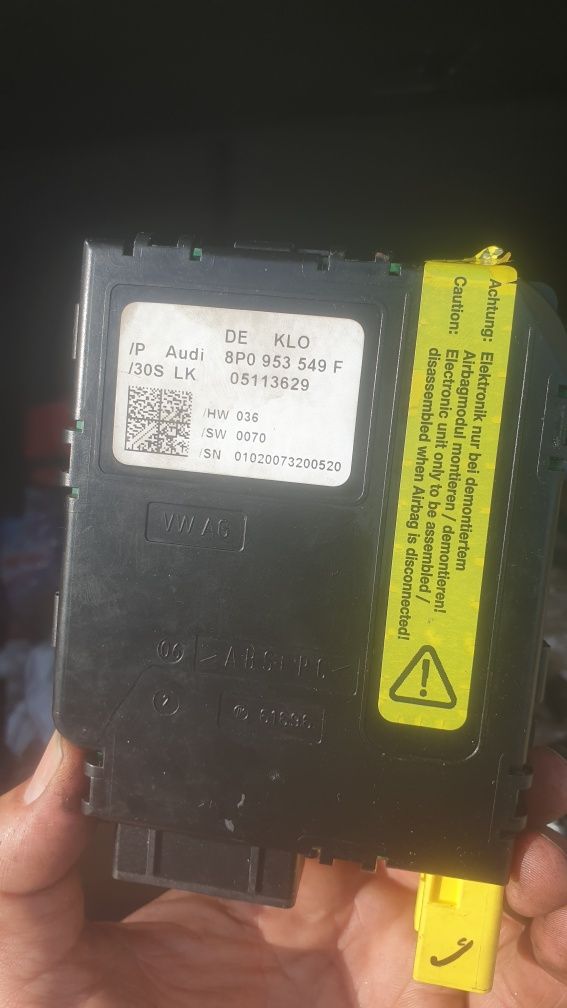 DE KLO
/P Audi 8P0 953 549 F
/30S LK 05113629
/HW 036
/SW 0070
/SN 01020073200520
Achtung: Elektronik nur bei demontiertem
Airbagmodul montieren / demontieren!
Caution: Electronic unit only to be assembled /
disassembled when Airbag is disconnected!
VW AG
06